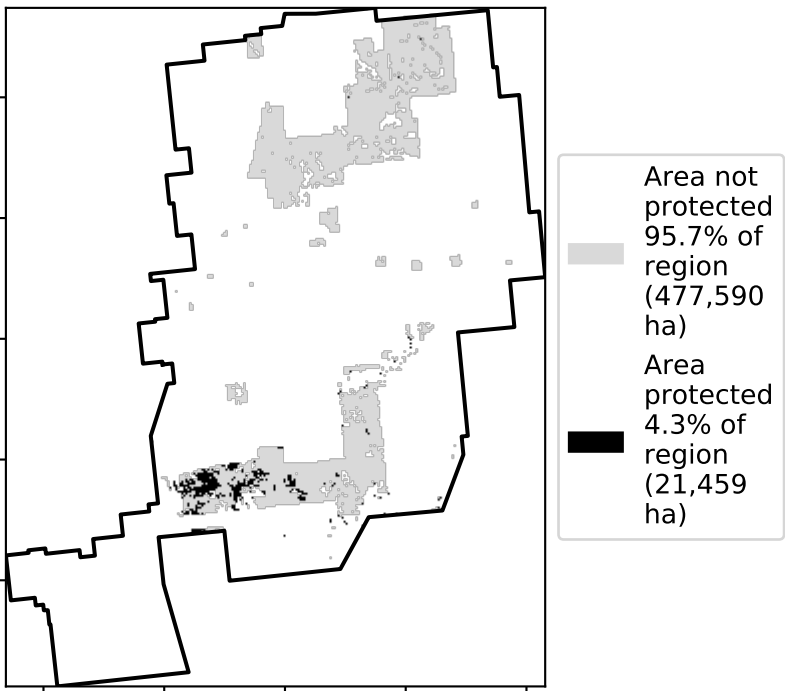 Area not
protected
95.7% of
region
(477,590
ha)
Area
protected
4.3% of
region
(21,459
ha)